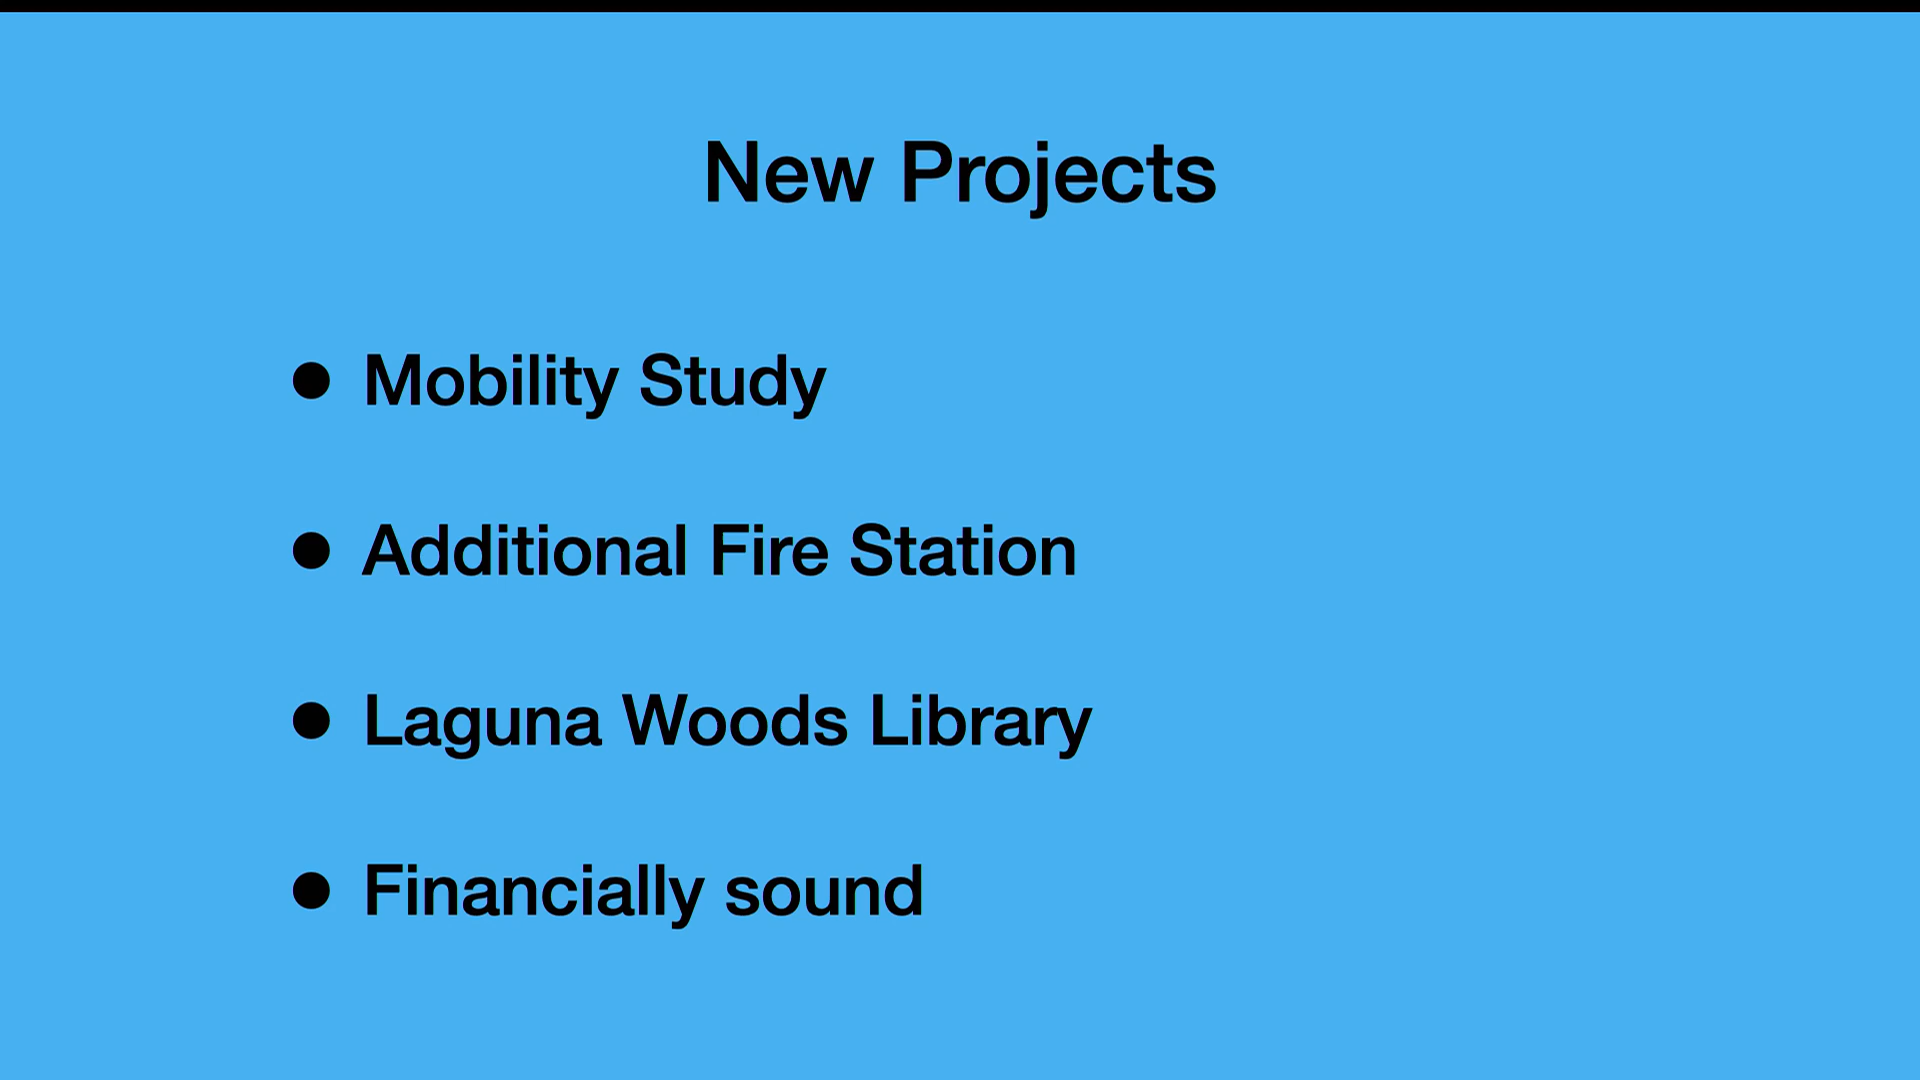 New Projects
• Mobility Study
• Additional Fire Station
• Laguna Woods Library
• Financially sound